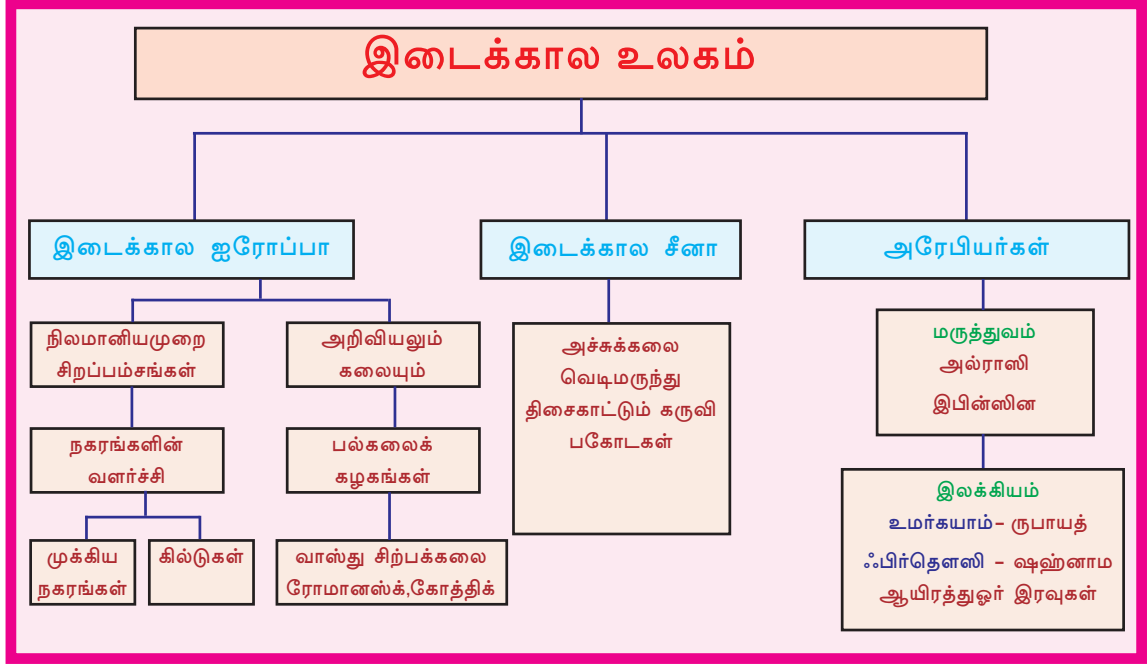 இடைக்கால உலகம்
இடைக்கால ஐரோப்பா
இடைக்கால சீனா
அரேபியர்கள்
நிலமானியமுறை
சிறப்பம்சங்கள்
அறிவியலும்
கலையும்
நகரங்களின்
வளர்ச்சி
பல்கலைக்
கழகங்கள்
முக்கிய
நகரங்கள்
கில்டுகள்
வாஸ்து சிற்பக்கலை
ரோமானஸ்க்,கோத்திக்
அச்சுக்கலை
வெடிமருந்து
திசைகாட்டும் கருவி
பகோடகள்
மருத்துவம்
அல்ராஸி
இபின்ஸின
இலக்கியம்
உமர்கயாம்– ருபாயத்
ஃபிர்தௌஸி – ஷஹ்னாம
ஆயிரத்துஓர் இரவுகள்